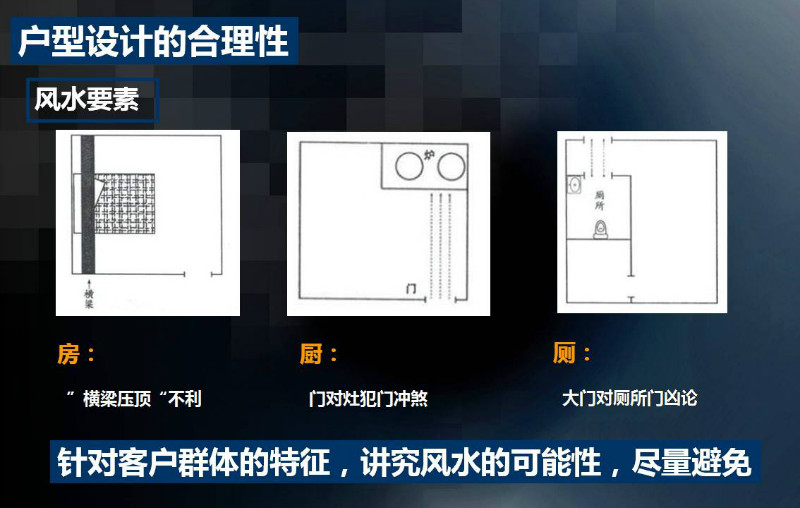 户型设计的合理性
风水要素
横梁
炉
门
厕所
房：
厨：
厕：
”横梁压顶“不利
门对灶犯门冲煞
大门对厕所门凶论
针对客户群体的特征，讲究风水的可能性，尽量避免